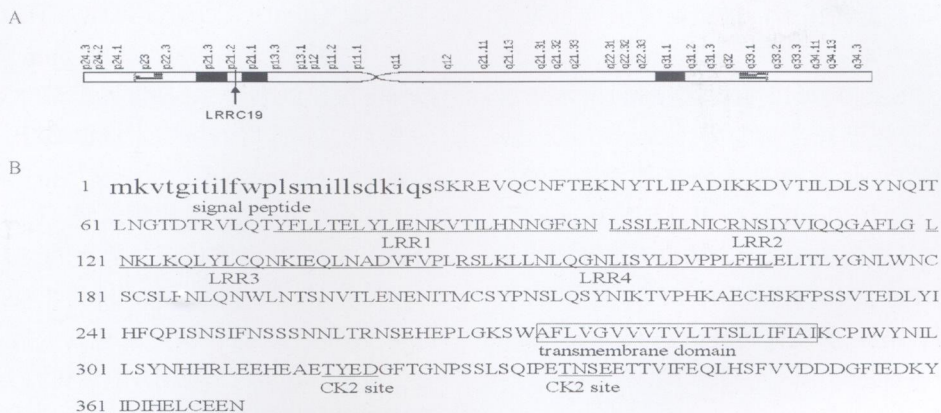 A
p24.3 p24.2 p24.1 p23 p22.3 p21.3 p21.2 p21.1 p13.3 p13.1 p12 p11.2 p11.1 q11 q12 q21.11 q21.13 q21.31 q21.32 q21.33 q22.31 q22.32 q22.33 q31.1 q31.2 q31.3 q32 q33.1 q33.2 q33.3 q34.11 q34.13 q34.3
LRRC19
B
1 mkvtgitilfwplsmillsdkiqsSKREVQCNFTEKNYTLIPADIKKDVTILDLSYNQIT
signal peptide
61 LNGTDTRVLQTYFLLTELYLIENKVTILHNNGFGN LSSLEILNICRNSIYVIQQGAFLG L
LRR1 LRR2
121 NKLKQLYLCQNKIEQLNADVFVPLRSLKLLNLQGNLISYLDVPPLFHLELITLYGNLWNC
LRR3 LRR4
181 SCSLLNLQNWLNTSNVTLENENITMCSYPNSLQSYNIKTVPHKAECHSKFPSSVTEDLYI
241 HFQPISNSIFNSSSNNLTRNSEHEPLGKSWAFLVGVVVTVLTTSLLIFIAIKCPIWYNIL
transmembrane domain
301 LSYNHHRLEEHEAETYEDGFTGNPSSLSQIPETNSEETTVIFEQLHSFVVDDDGFIEDKY
CK2 site CK2 site
361 IDIHELCEEN